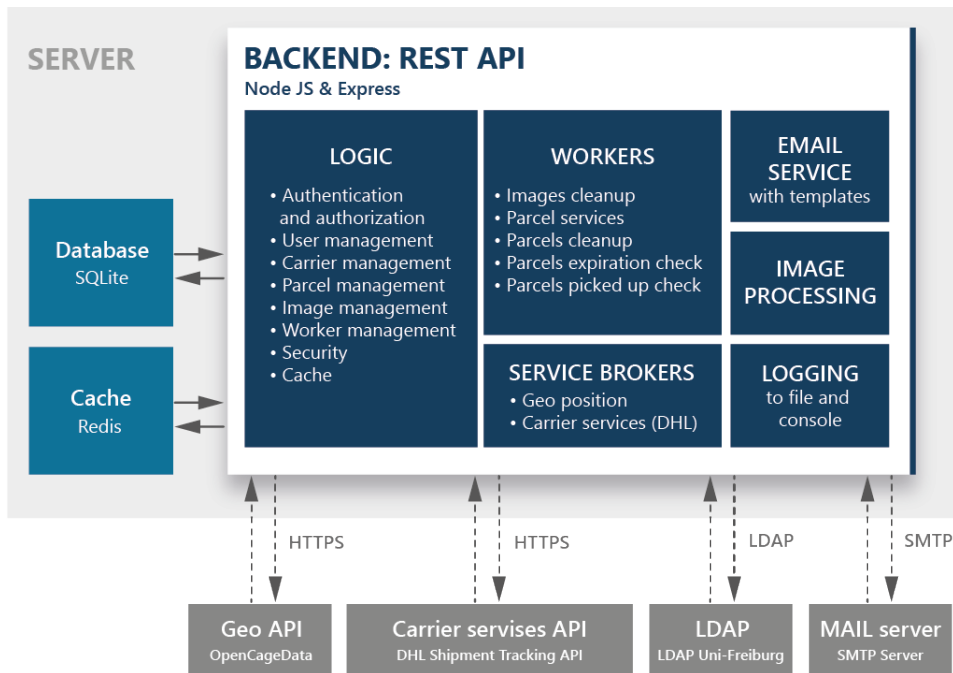 SERVER
BACKEND: REST API
Node JS & Express
Database
SQLite
Cache
Redis
LOGIC
• Authentication
and authorization
• User management
• Carrier management
• Parcel management
• Image management
• Worker management
• Security
• Cache
WORKERS
• Images cleanup
• Parcel services
• Parcels cleanup
• Parcels expiration check
• Parcels picked up check
SERVICE BROKERS
• Geo position
• Carrier services (DHL)
EMAIL
SERVICE
with templates
IMAGE
PROCESSING
LOGGING
to file and
console
HTTPS
HTTPS
LDAP
SMTP
Geo API
OpenCageData
Carrier servises API
DHL Shipment Tracking API
LDAP
LDAP Uni-Freiburg
MAIL server
SMTP Server